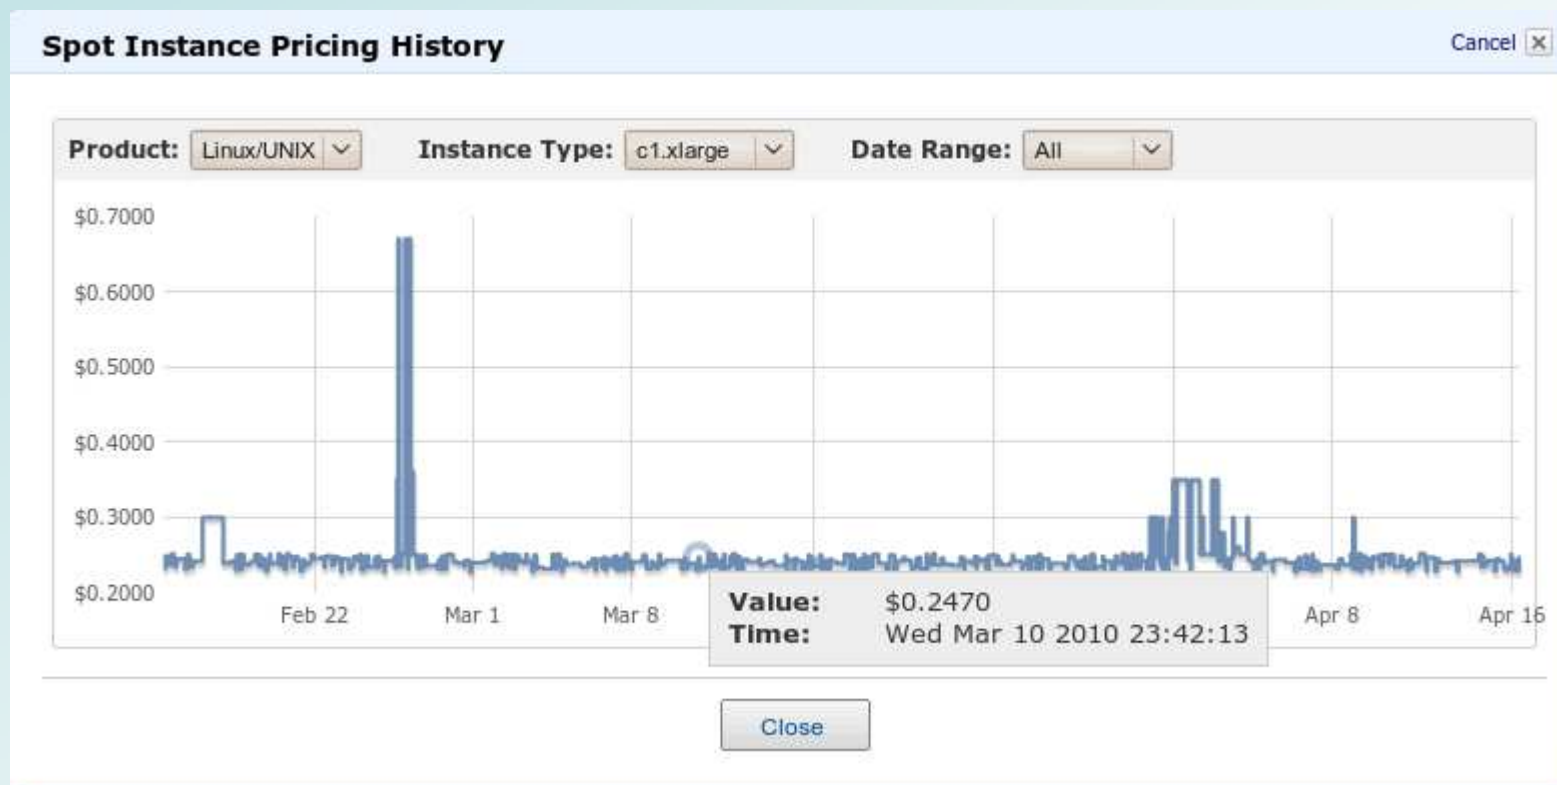 Spot Instance Pricing History Cancel
Product: Linux/UNIX Instance Type: c1.xlarge Date Range: All
$0.7000
$0.6000
$0.5000
$0.4000
$0.3000
$0.2000
Feb 22 Mar 1 Mar 8 Apr 8 Apr 16
Value: $0.2470
Time: Wed Mar 10 2010 23:42:13
Close